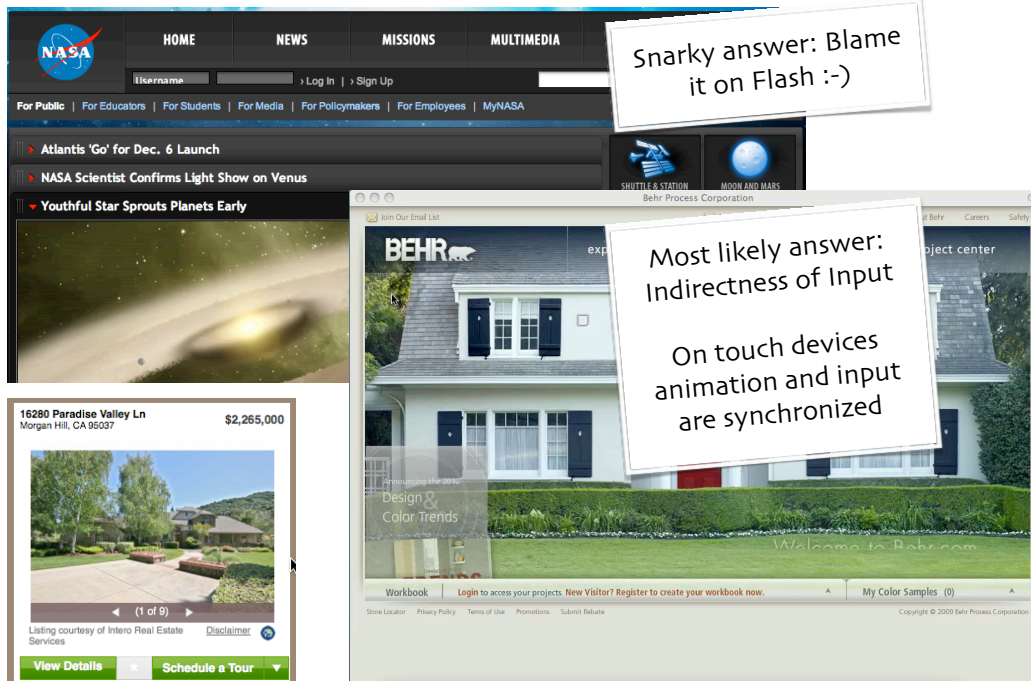 NASA
HOME
NEWS
MISSIONS
MULTIMEDIA
Username
› Log In | › Sign Up
For Public | For Educators | For Students | For Media | For Policymakers | For Employees | MyNASA
Atlantis 'Go' for Dec. 6 Launch
NASA Scientist Confirms Light Show on Venus
Youthful Star Sprouts Planets Early
SHUTTLE & STATION
MOON AND MARS
Snarky answer: Blame
it on Flash :-)
Behr Process Corporation
Join Our Email List
Behr
Careers
Safety
BEHR
exp
ject center
Most likely answer:
Indirectness of Input
On touch devices
animation and input
are synchronized
Announcing the 2010
Design &
Color Trends
TRENDS
Welcome to Behr.com
Workbook
Login to access your projects. New Visitor? Register to create your workbook now.
My Color Samples (0)
Store Locator
Privacy Policy
Terms of Use
Promotions
Submit Rebate
Copyright © 2009 Behr Process Corporation
16280 Paradise Valley Ln
Morgan Hill, CA 95037
$2,265,000
(1 of 9)
Listing courtesy of Intero Real Estate
Services
Disclaimer
View Details
Schedule a Tour